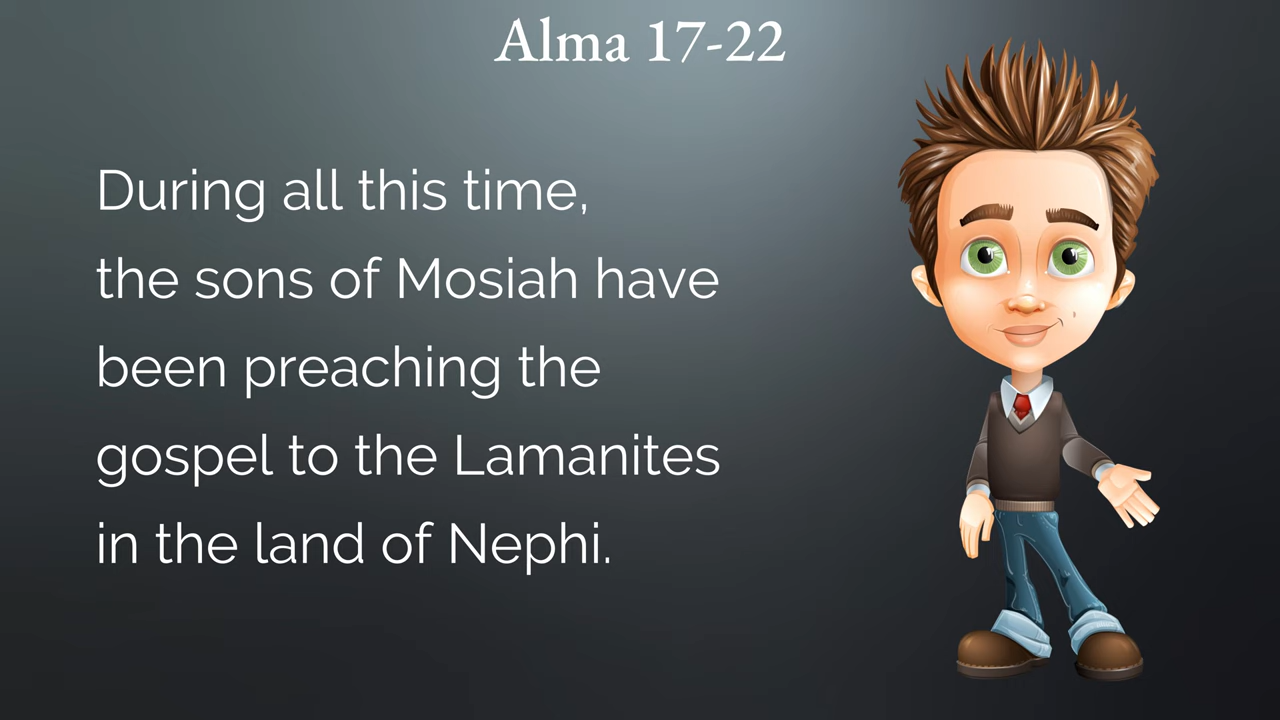 Alma 17-22
During all this time,
the sons of Mosiah have
been preaching the
gospel to the Lamanites
in the land of Nephi.